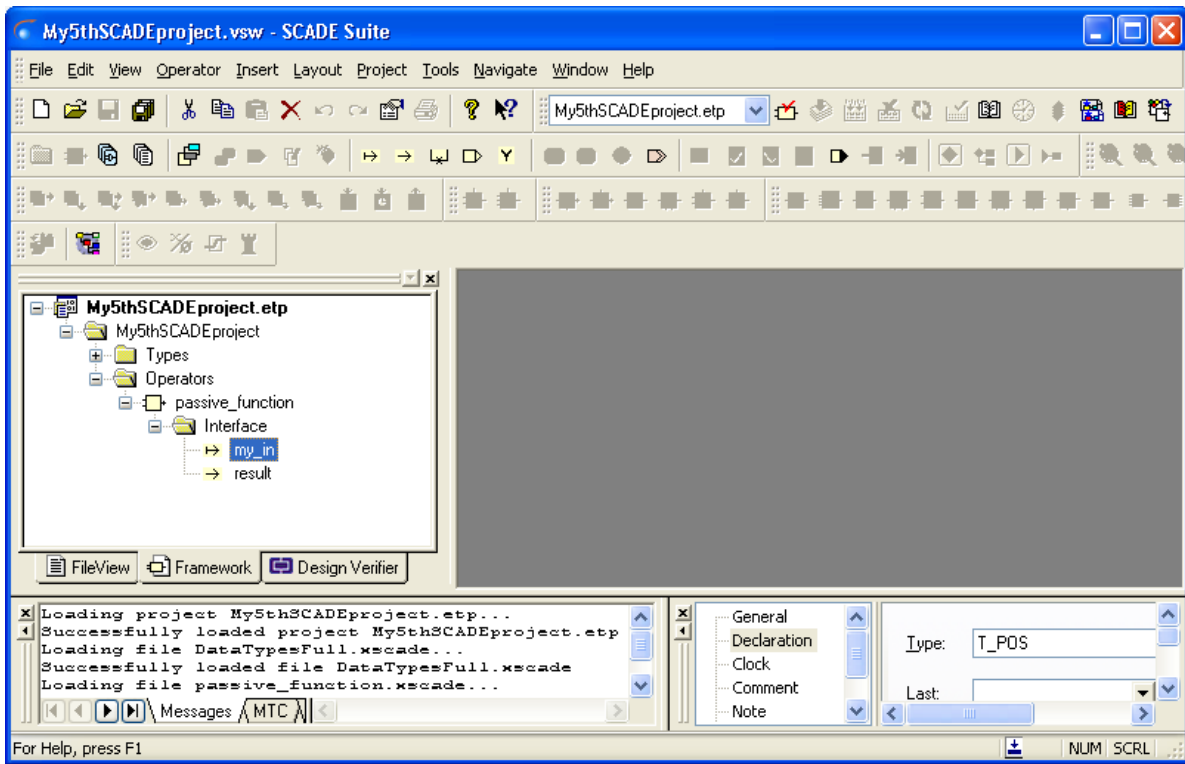 My5thSCADEproject.vsw - SCADE Suite
File Edit View Operator Insert Layout Project Tools Navigate Window Help
My5thSCADEproject.etp
My5thSCADEproject.etp
My5thSCADEproject
Types
Operators
passive_function
Interface
my_in
result
FileView Framework Design Verifier
Loading project My5thSCADEproject.etp...
Successfully loaded project My5thSCADEproject.etp
Loading file DataTypesFull.xscade...
Successfully loaded file DataTypesFull.xscade
Loading file passive_function.xscade...
Messages MTC
General
Declaration
Clock
Comment
Note
Type: T_POS
Last:
For Help, press F1 NUM SCRL